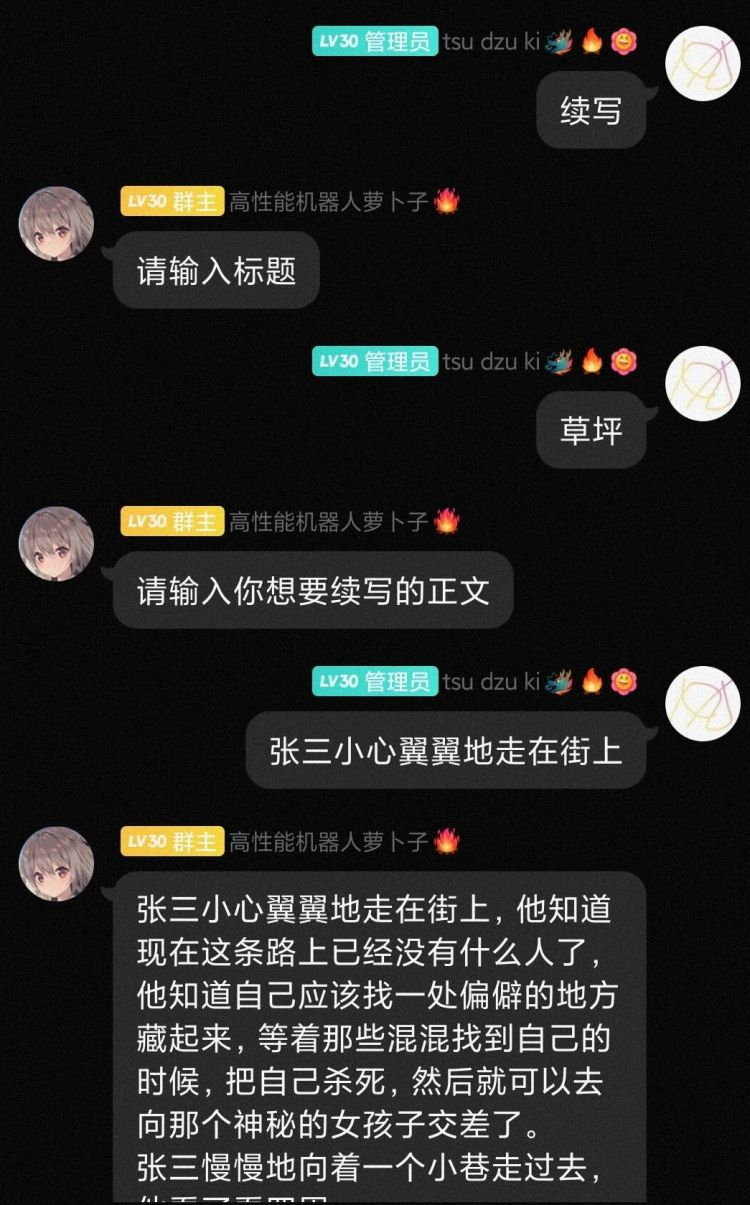 LV30 管理员 tsu dzu ki🐲🔥
续写
LV30 群主 高性能机器人萝卜子🔥
请输入标题
LV30 管理员 tsu dzu ki🐲🔥
草坪
LV30 群主 高性能机器人萝卜子🔥
请输入你想要续写的正文
LV30 管理员 tsu dzu ki🐲🔥
张三小心翼翼地走在街上
LV30 群主 高性能机器人萝卜子🔥
张三小心翼翼地走在街上，他知道
现在这条路上已经没有什么人了，
他知道自己应该找一处偏僻的地方
藏起来，等着那些混混找到自己的
时候，把自己杀死，然后就可以去
向那个神秘的女孩子交差了。
张三慢慢地向着一个小巷走过去，